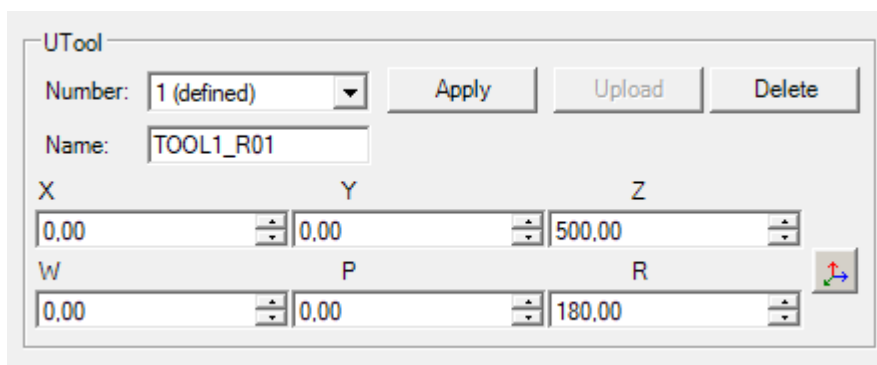 UTool
Number: 1 (defined) Apply Upload Delete
Name: TOOL1_R01
X Y Z
0,00 0,00 500,00
W P R
0,00 0,00 180,00